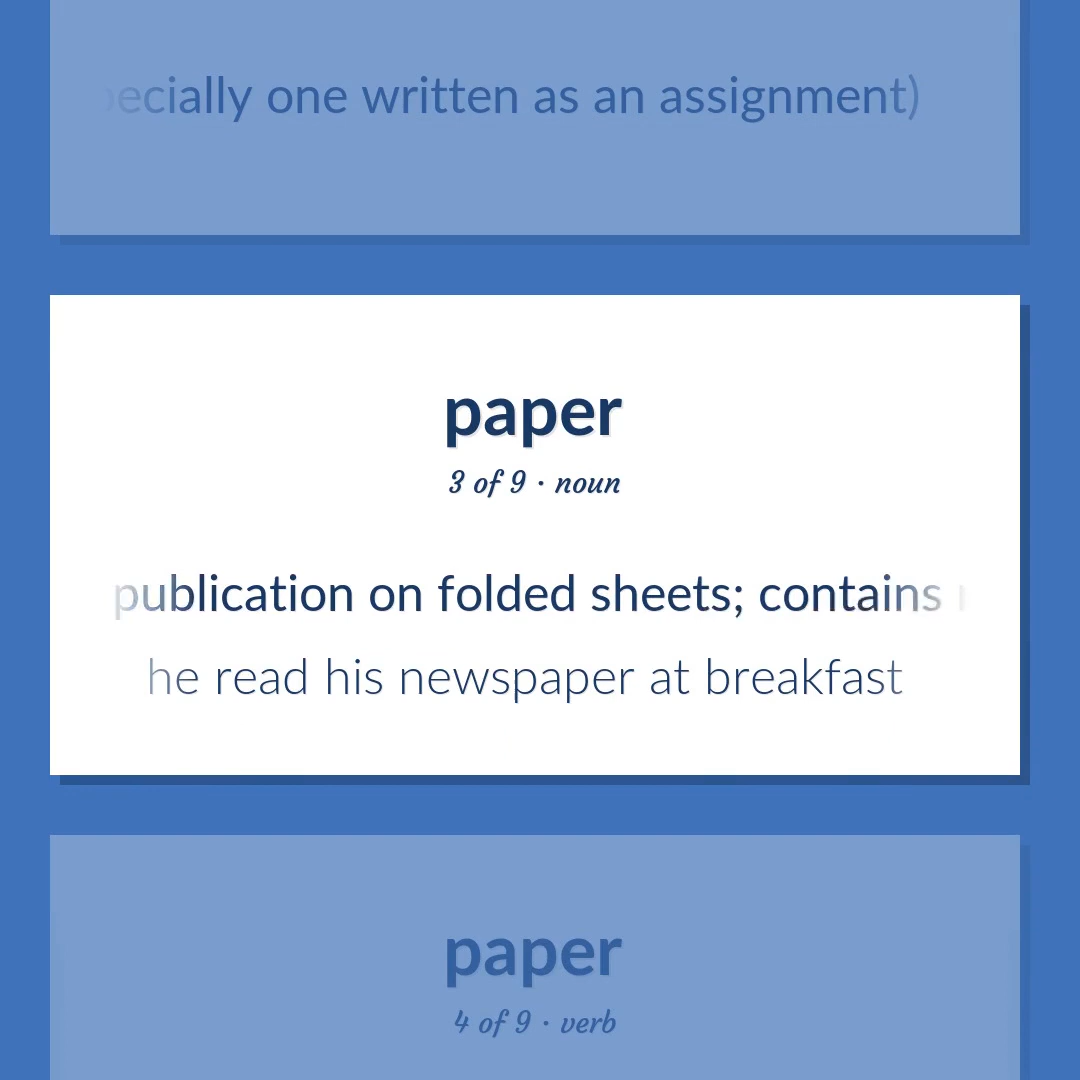 one written as an assignment)
paper
3 of 9 · noun
publication on folded sheets; contains
he read his newspaper at breakfast
paper
4 of 9 · verb